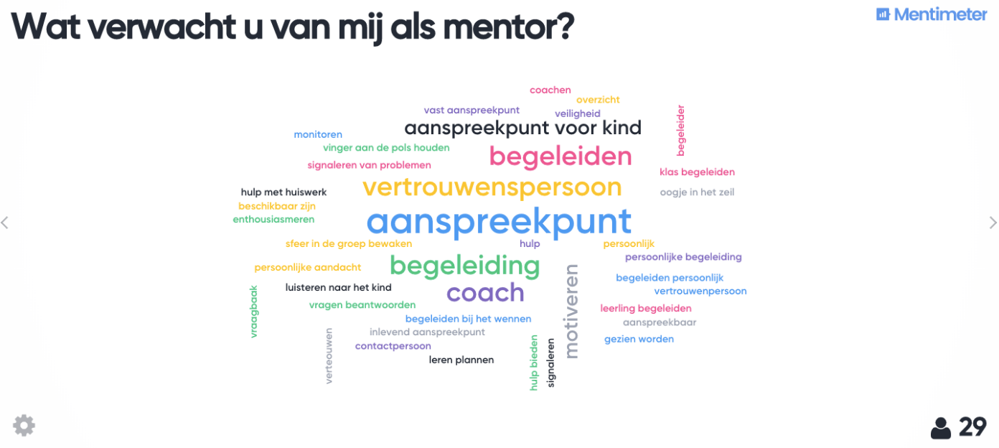 Wat verwacht u van mij als mentor?
Mentimeter
coachen
overzicht
vast aanspreekpunt
veiligheid
aanspreekpunt voor kind
begeleider
monitoren
vinger aan de pols houden
begeleiden
signaleren van problemen
klas begeleiden
vertrouwenspersoon
hulp met huiswerk
oogje in het zeil
beschikbaar zijn
enthousiasmeren
aanspreekpunt
sfeer in de groep bewaken
hulp
persoonlijk
persoonlijke begeleiding
persoonlijke aandacht
begeleiding
begeleiden persoonlijk
luisteren naar het kind
coach
motiveren
vertrouwenpersoon
vraagbaak
vragen beantwoorden
leerling begeleiden
begeleiden bij het wennen
aanspreekbaar
inlevend aanspreekpunt
gezien worden
contactpersoon
verteouwen
leren plannen
hulp bieden
signaleren
29